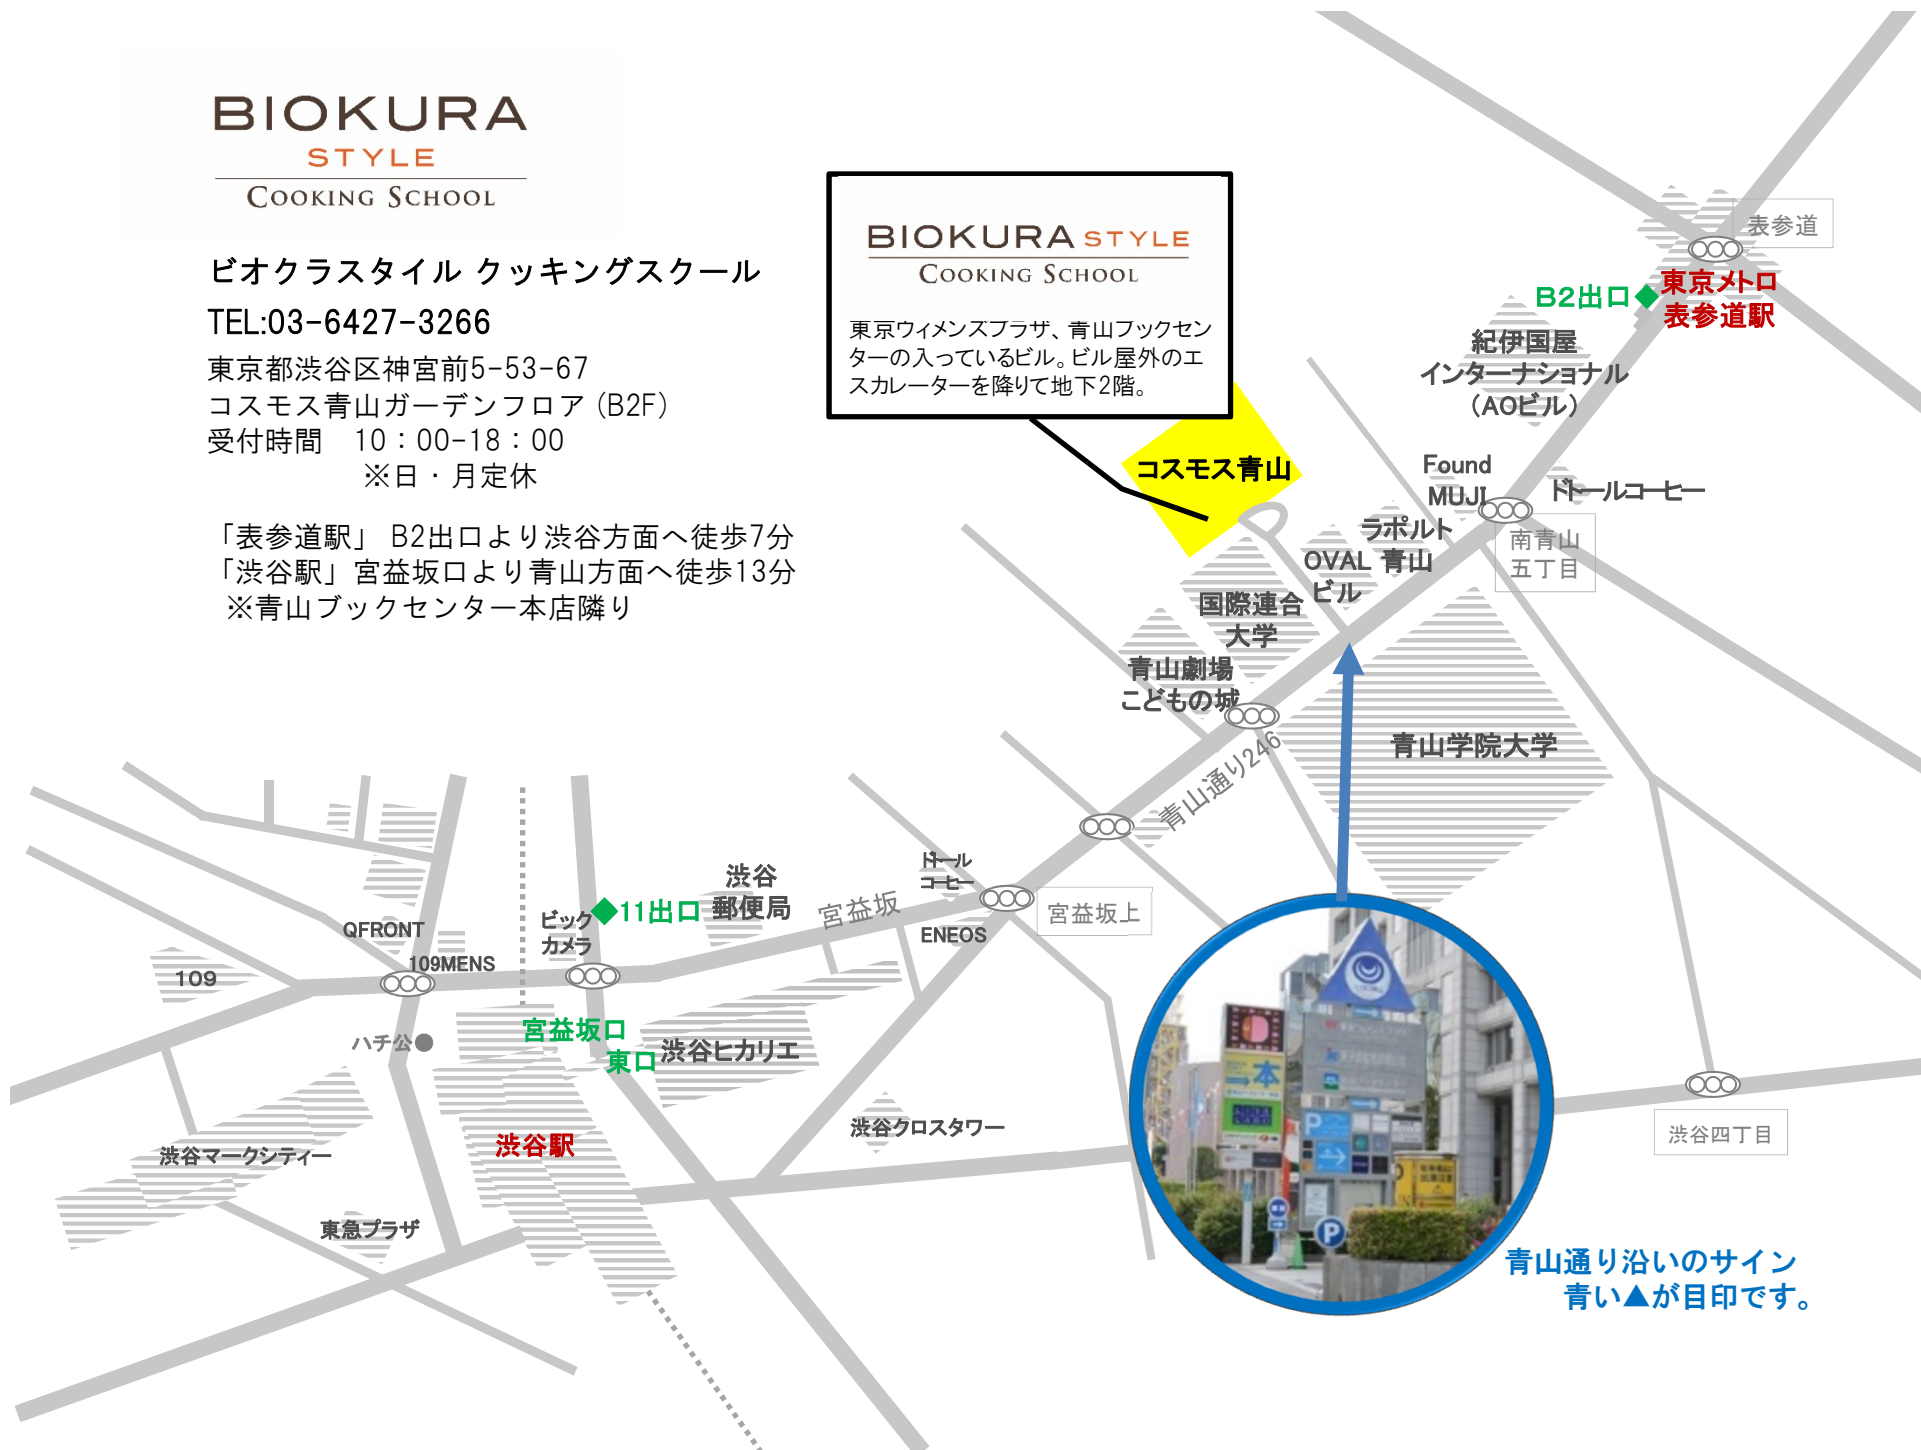 BIOKURA
STYLE
COOKING SCHOOL
ビオクラスタイル クッキングスクール
TEL:03-6427-3266
東京都渋谷区神宮前5-53-67
コスモス青山ガーデンフロア (B2F)
受付時間　10：00-18：00
※日・月定休
「表参道駅」 B2出口より渋谷方面へ徒歩7分
「渋谷駅」宮益坂口より青山方面へ徒歩13分
※青山ブックセンター本店隣り
BIOKURA STYLE
COOKING SCHOOL
東京ウィメンズプラザ、青山ブックセン
ターの入っているビル。ビル屋外のエ
スカレーターを降りて地下2階。
コスモス青山
表参道
B2出口
東京メトロ
表参道駅
紀伊国屋
インターナショナル
（AOビル）
Found
MUJI
ドトールコーヒー
南青山
五丁目
ラポルト
青山
OVAL
ビル
国際連合
大学
青山劇場
こどもの城
青山学院大学
青山通り246
ドトール
コーヒー
宮益坂上
ENEOS
宮益坂
渋谷
郵便局
11出口
ビック
カメラ
QFRONT
109MENS
109
ハチ公
宮益坂口
東口
渋谷ヒカリエ
渋谷駅
渋谷マークシティー
東急プラザ
渋谷クロスタワー
渋谷四丁目
本
P
P
青山通り沿いのサイン
青い▲が目印です。